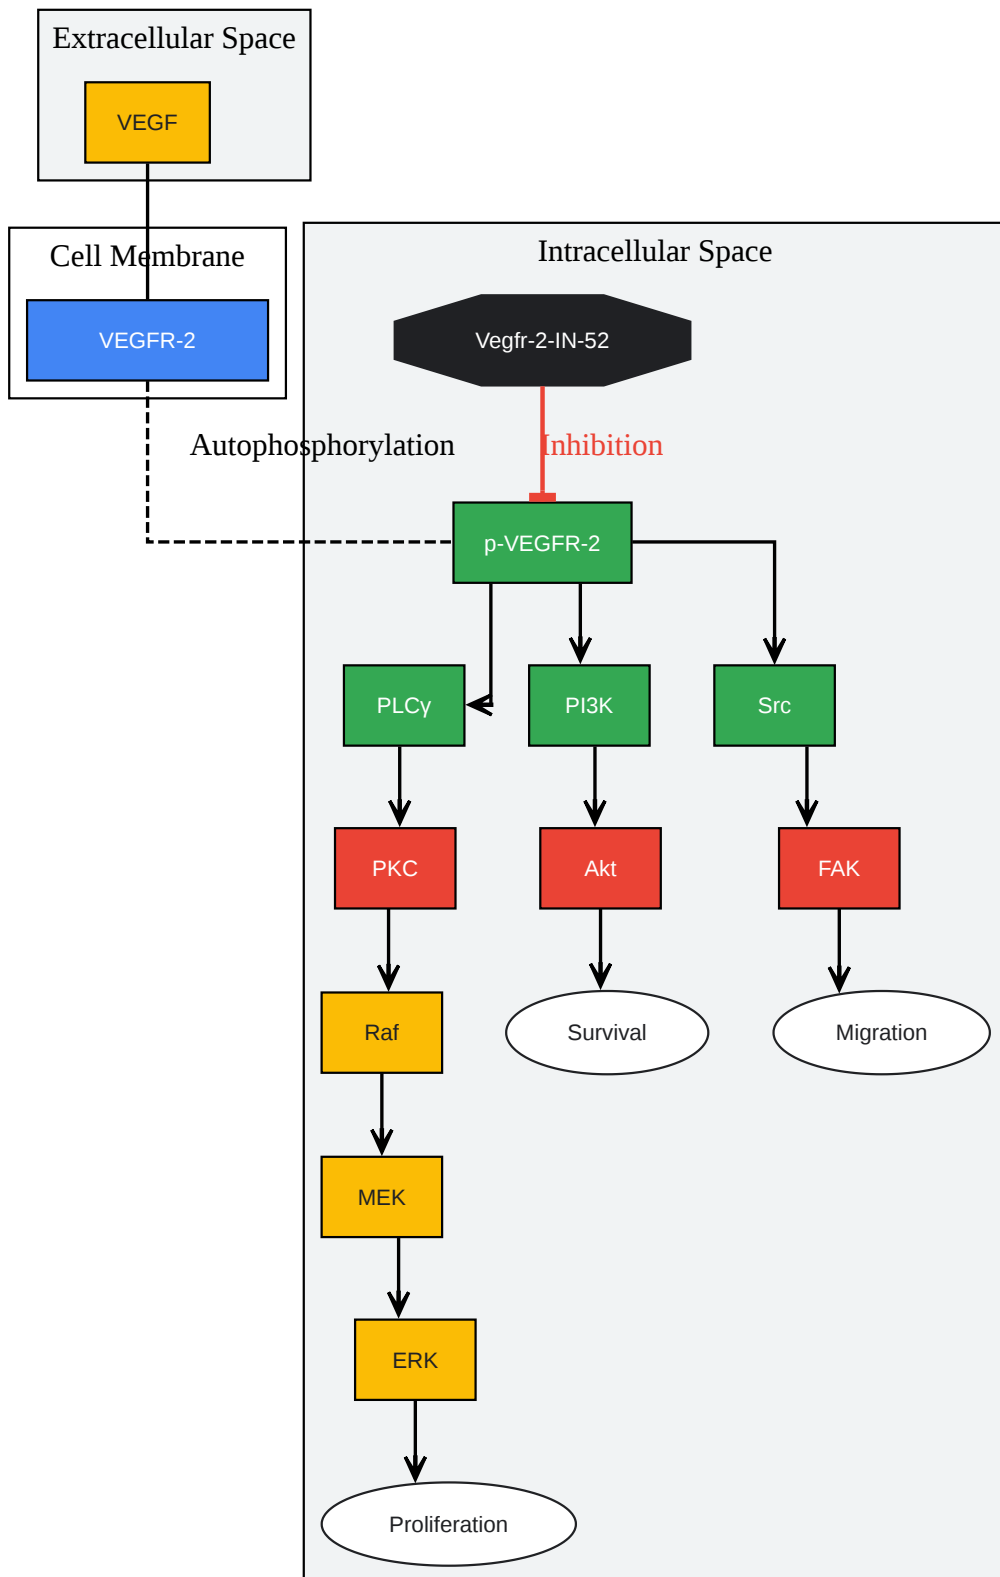 Extracellular Space
VEGF
Cell Membrane
VEGFR-2
Intracellular Space
Vegfr-2-IN-52
Autophosphorylation
Inhibition
p-VEGFR-2
PLCγ
PI3K
Src
PKC
Akt
FAK
Raf
Survival
Migration
MEK
ERK
Proliferation